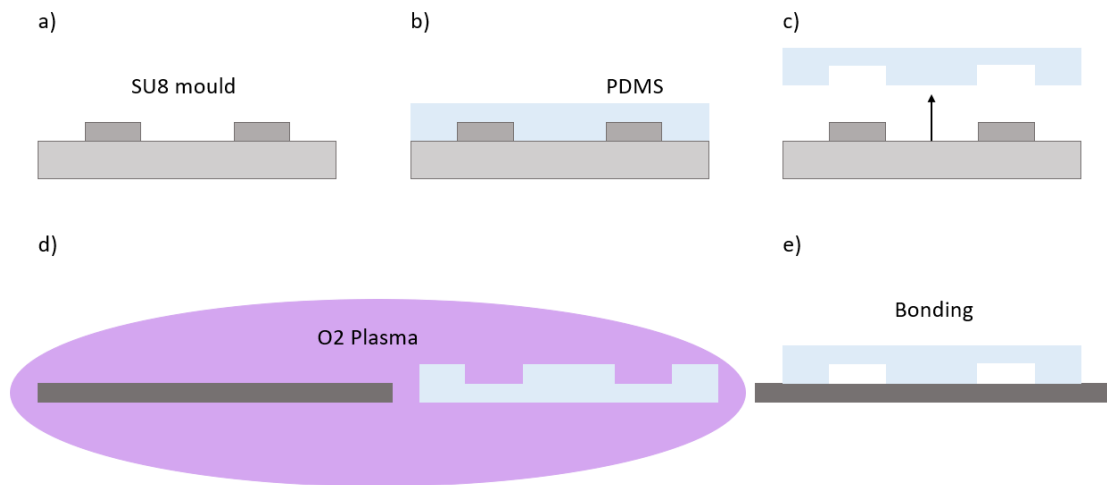 a)
b)
c)
SU8 mould
PDMS
d)
e)
O2 Plasma
Bonding